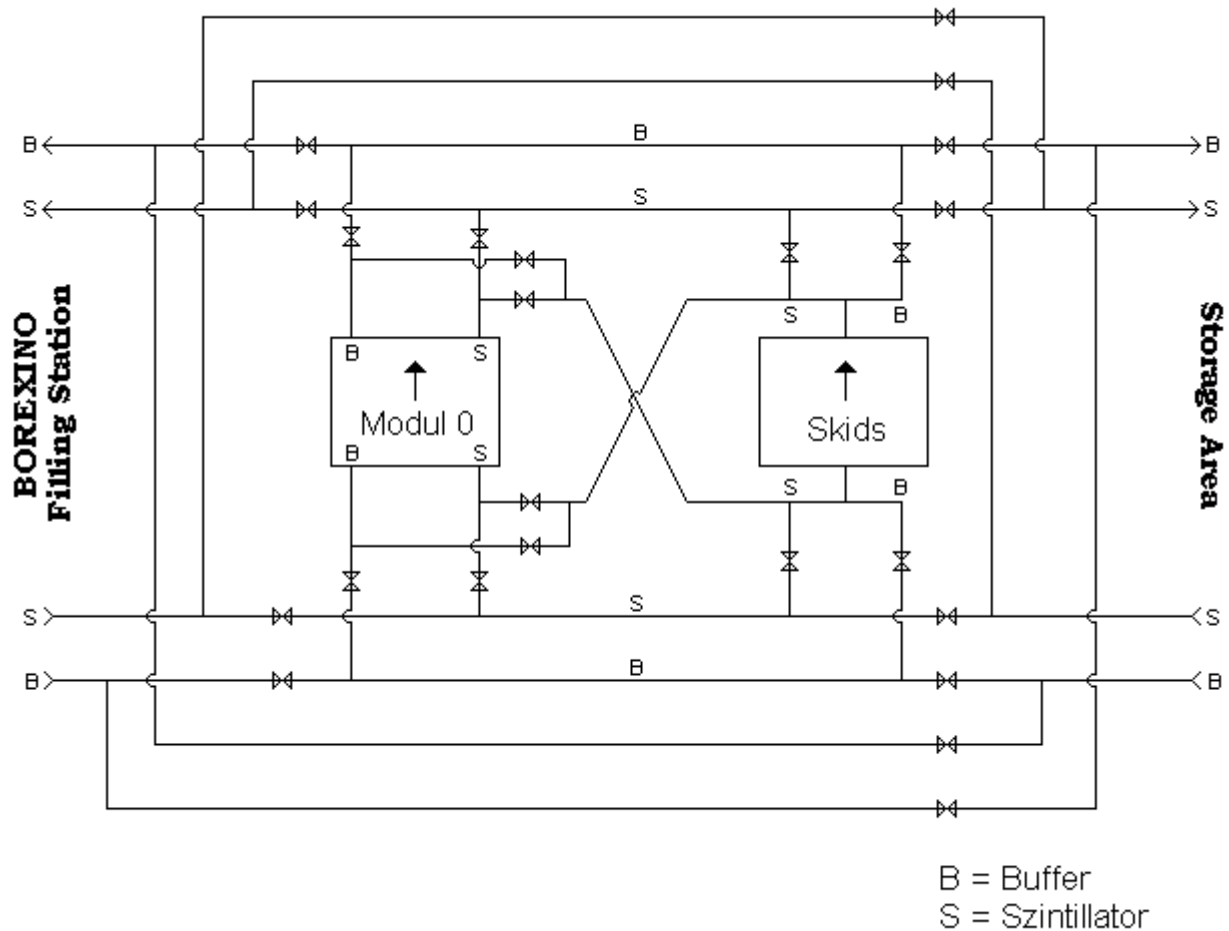 B
B
B
S
S
S
BOREXINO
Filling Station
Storage Area
S
B
B
S
Modul 0
B
S
Skids
S
B
S
S
S
B
B
B
B = Buffer
S = Szintillator